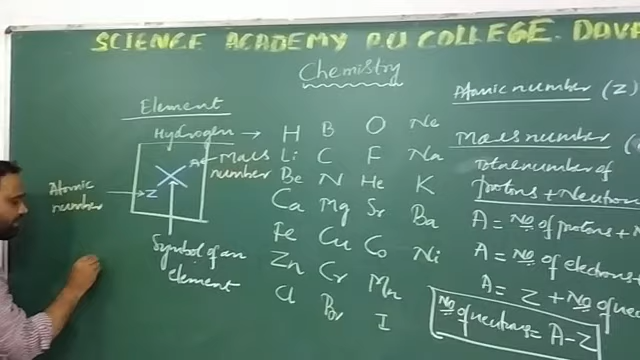 SCIENCE ACADEMY P.U COLLEGE. DAVA
Chemistry
Element
Hydrogen →
A → Mass number
X
Atomic number → Z
Symbol of an element
H B O Ne
Li C F Na
Be N He K
Ca Mg Sr Ba
Fe Cu Co Ni
Zn Cr Mn
Cl Br I
Atomic number (Z)
Mass number (
Total number of
protons + Neutron
A = No of protons + N
A = No of electrons
A = Z + No of neu
No of neutrons = A-Z